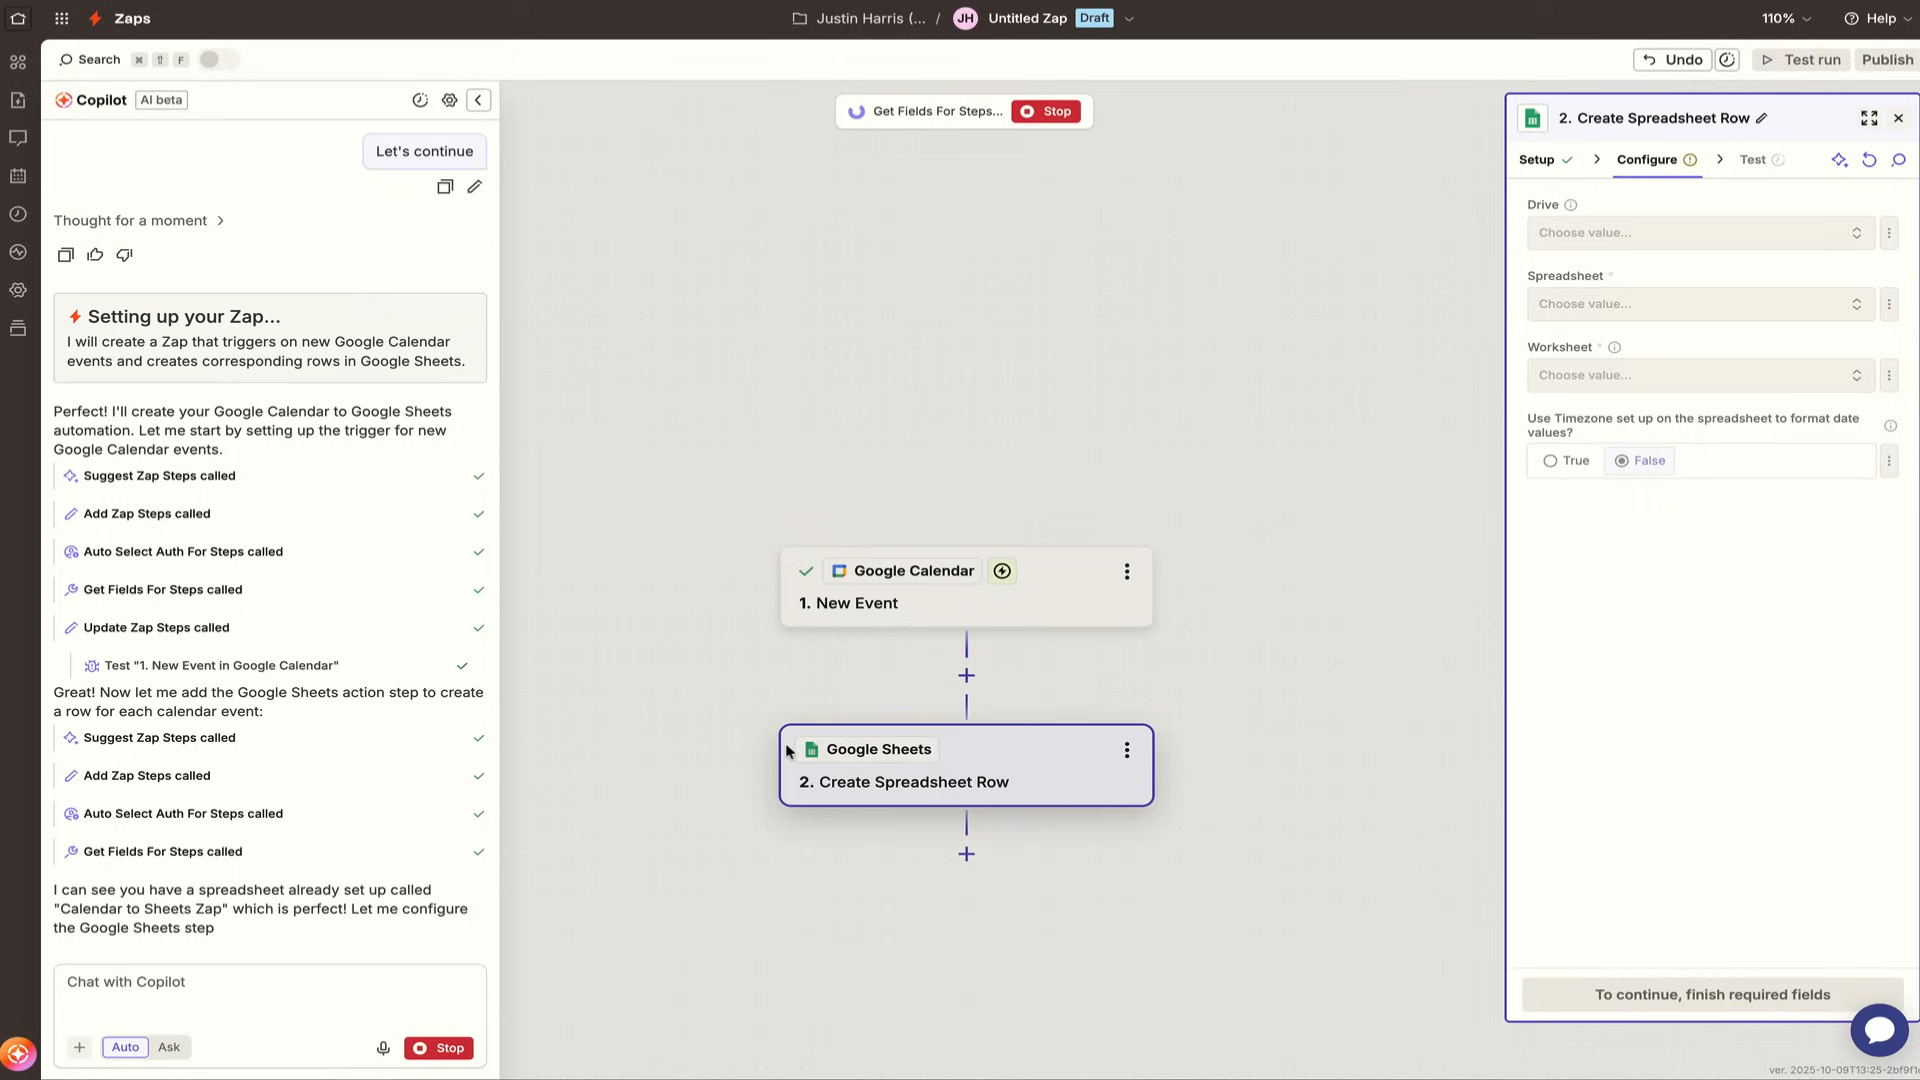 Zaps
Justin Harris (... / JH Untitled Zap Draft
110% Help
Search ⌘ ⇧ F
Undo Test run Publish
Copilot AI beta
Let's continue
Thought for a moment
Setting up your Zap...
I will create a Zap that triggers on new Google Calendar
events and creates corresponding rows in Google Sheets.
Perfect! I'll create your Google Calendar to Google Sheets
automation. Let me start by setting up the trigger for new
Google Calendar events.
Suggest Zap Steps called
Add Zap Steps called
Auto Select Auth For Steps called
Get Fields For Steps called
Update Zap Steps called
Test "1. New Event in Google Calendar"
Great! Now let me add the Google Sheets action step to create
a row for each calendar event:
Suggest Zap Steps called
Add Zap Steps called
Auto Select Auth For Steps called
Get Fields For Steps called
I can see you have a spreadsheet already set up called
"Calendar to Sheets Zap" which is perfect! Let me configure
the Google Sheets step
Chat with Copilot
Auto Ask Stop
Get Fields For Steps... Stop
Google Calendar
1. New Event
Google Sheets
2. Create Spreadsheet Row
2. Create Spreadsheet Row
Setup Configure Test
Drive
Choose value...
Spreadsheet *
Choose value...
Worksheet *
Choose value...
Use Timezone set up on the spreadsheet to format date
values?
True False
To continue, finish required fields